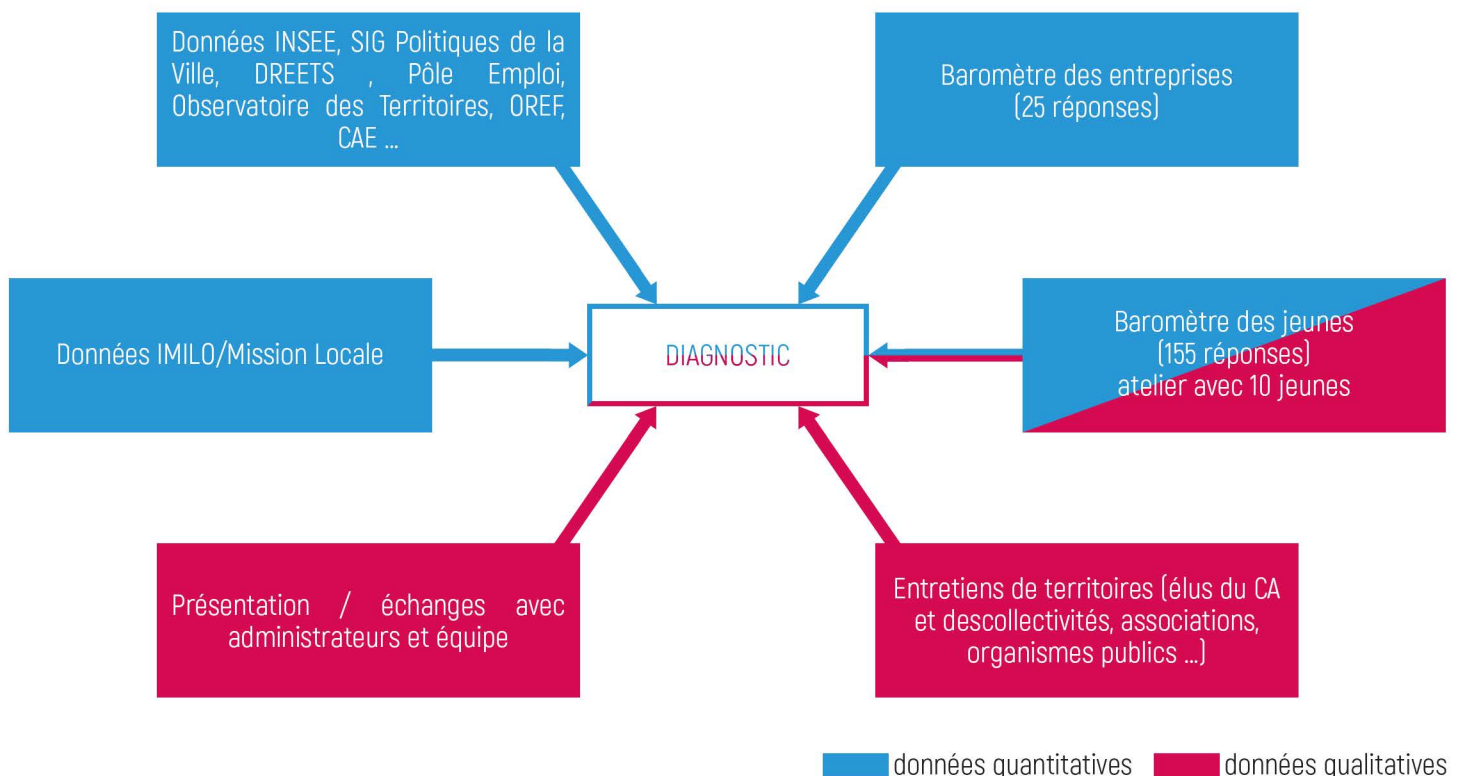 Données INSEE, SIG Politiques de la
Ville, DREETS , Pôle Emploi,
Observatoire des Territoires, OREF,
CAE ...
Baromètre des entreprises
(25 réponses)
Données IMILO/Mission Locale
DIAGNOSTIC
Baromètre des jeunes
(155 réponses)
atelier avec 10 jeunes
Présentation / échanges avec
administrateurs et équipe
Entretiens de territoires (élus du CA
et descollectivités, associations,
organismes publics ...)
données quantitatives
données qualitatives